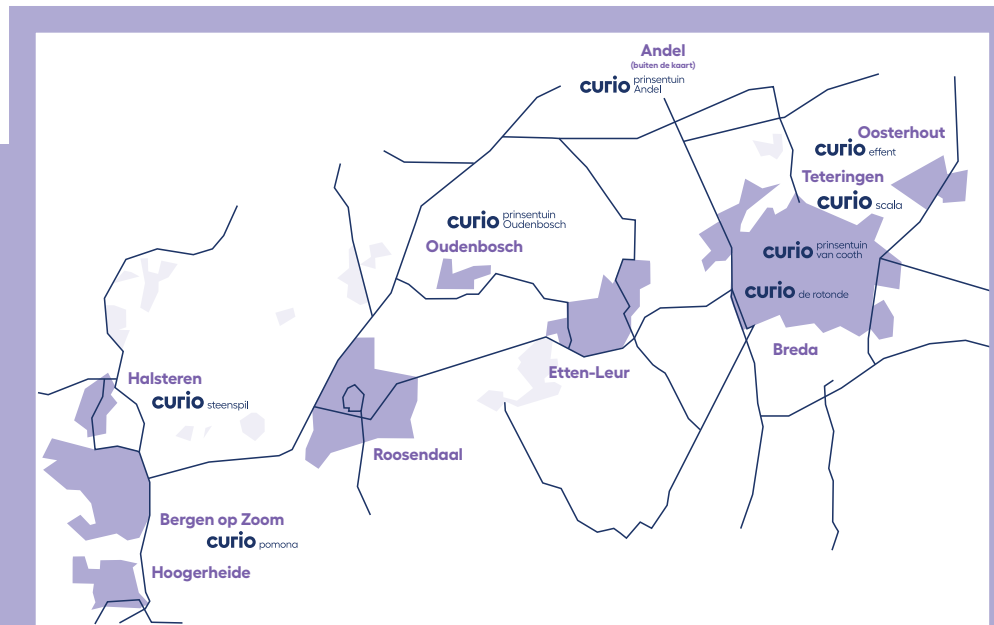 Andel
(buiten de kaart)
curio prinsentuin
Andel
Oosterhout
curio effent
Teteringen
curio scala
curio prinsentuin
Oudenbosch
Oudenbosch
curio prinsentuin
van cooth
curio de rotonde
Breda
Etten-Leur
Halsteren
curio steenspil
Roosendaal
Bergen op Zoom
curio pomona
Hoogerheide